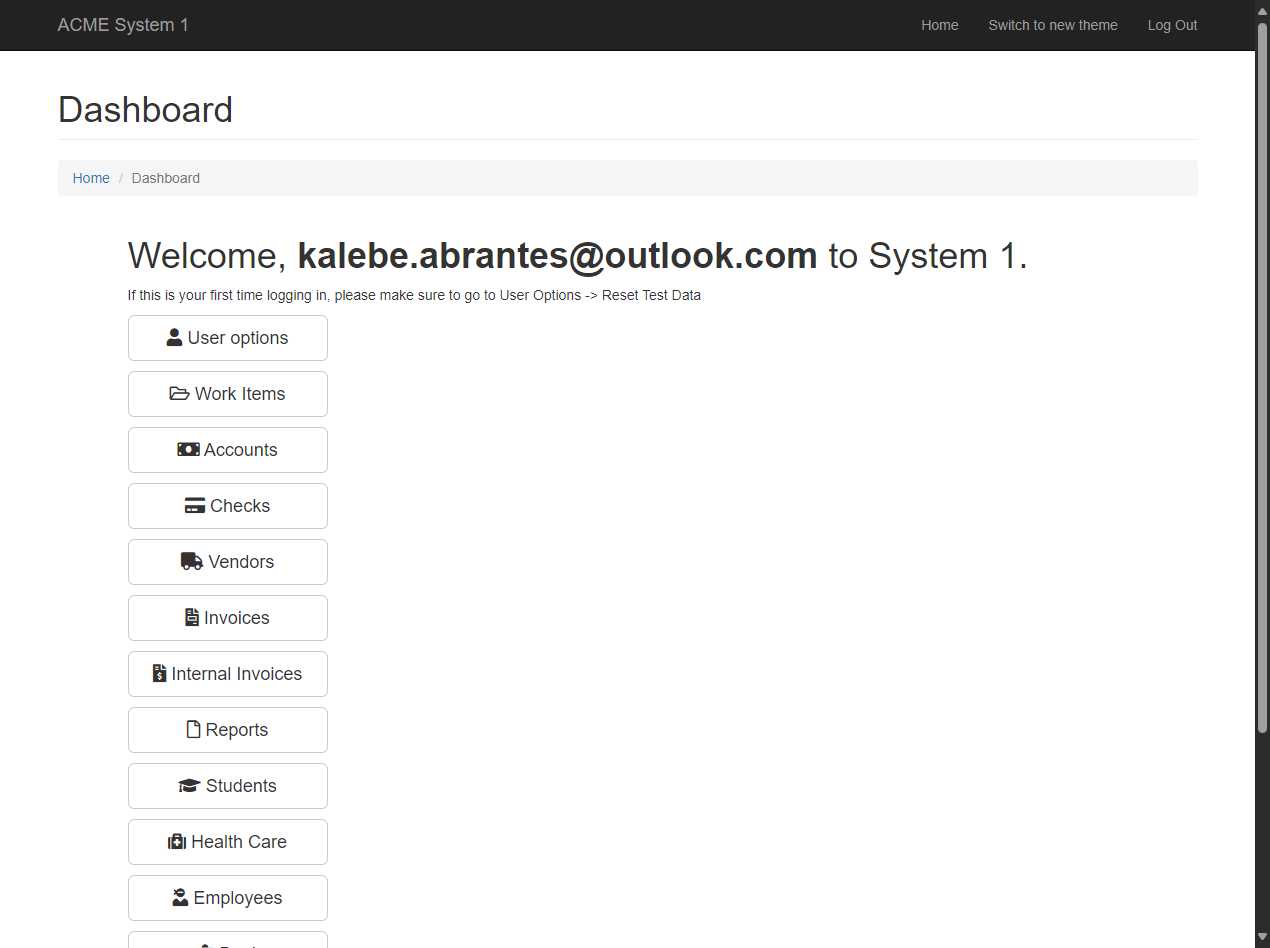 ACME System 1
Home
Switch to new theme
Log Out
Dashboard
Home / Dashboard
Welcome, kalebe.abrantes@outlook.com to System 1.
If this is your first time logging in, please make sure to go to User Options -> Reset Test Data
User options
Work Items
Accounts
Checks
Vendors
Invoices
Internal Invoices
Reports
Students
Health Care
Employees